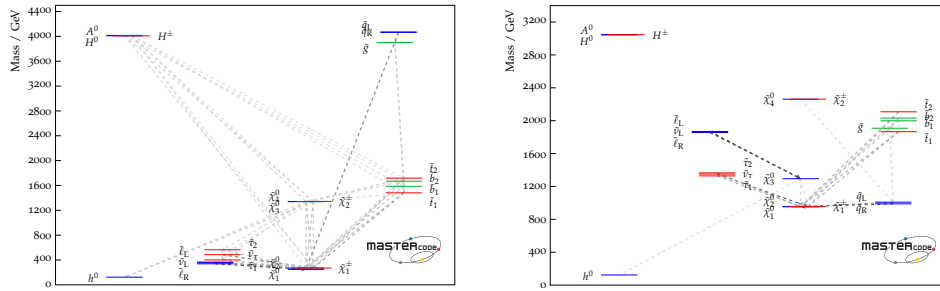 Mass / GeV
4400
4000
3600
3200
2800
2400
2000
1600
1200
800
400
0
A⁰
H⁰
H±
h⁰
ℓ̃L
ν̃L
ℓ̃R
τ̃2
ν̃τ
τ̃1
χ̃⁰4
χ̃⁰3
χ̃±2
χ̃⁰2
χ̃⁰1
χ̃±1
q̃L
q̃R
g̃
t̃2
b̃2
b̃1
t̃1
MASTERCODE
Mass / GeV
3200
2800
2400
2000
1600
1200
800
400
0
A⁰
H⁰
H±
h⁰
ℓ̃L
ν̃L
ℓ̃R
τ̃2
ν̃τ
τ̃1
χ̃⁰4
χ̃±2
χ̃⁰3
χ̃⁰2
χ̃⁰1
χ̃±1
q̃L
q̃R
g̃
t̃2
b̃2
b̃1
t̃1
MASTERCODE